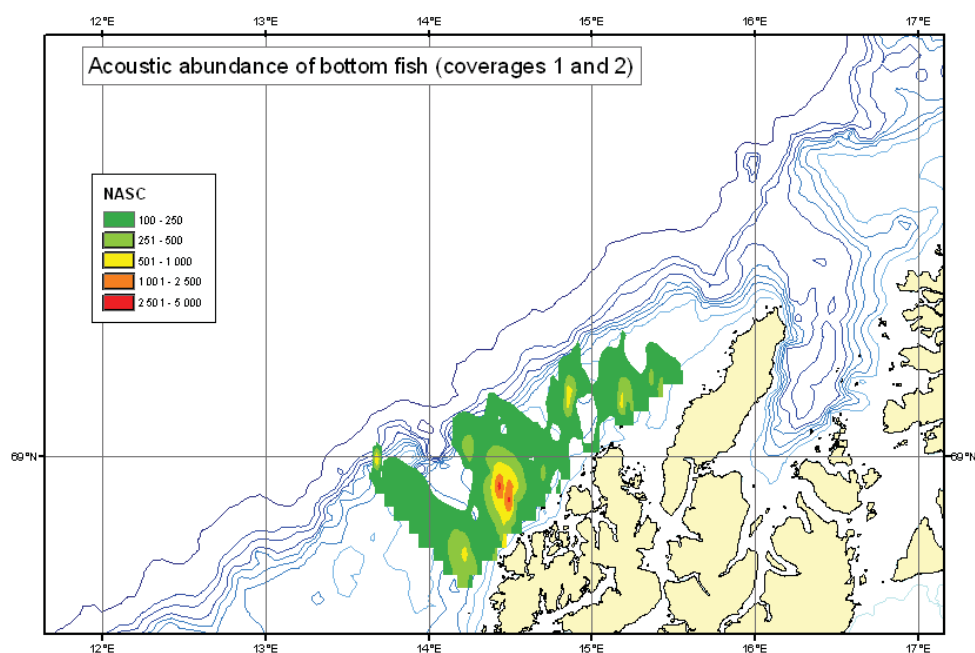 12°E 13°E 14°E 15°E 16°E 17°E
Acoustic abundance of bottom fish (coverages 1 and 2)
NASC
100 - 250
251 - 500
501 - 1 000
1 001 - 2 500
2 501 - 5 000
69°N 69°N
12°E 13°E 14°E 15°E 16°E 17°E